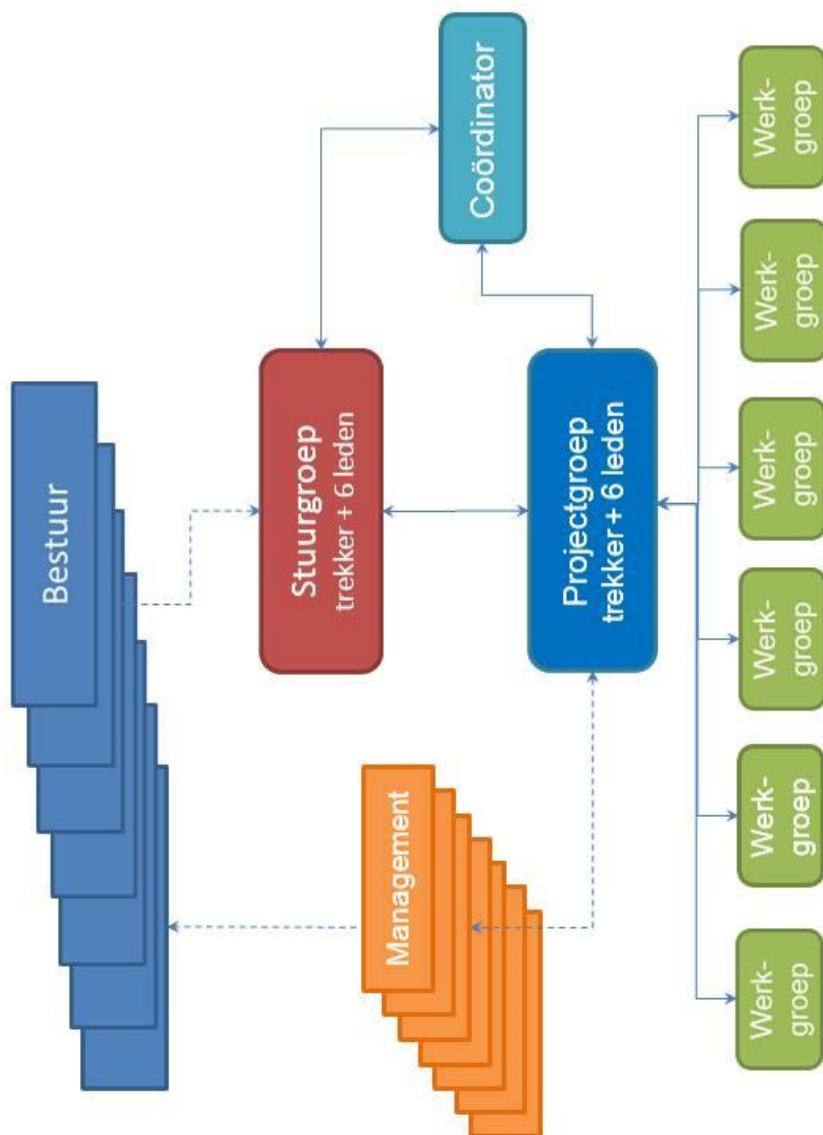 Bestuur
Stuurgroep
trekker + 6 leden
Coördinator
Management
Projectgroep
trekker + 6 leden
Werk-
groep
Werk-
groep
Werk-
groep
Werk-
groep
Werk-
groep
Werk-
groep